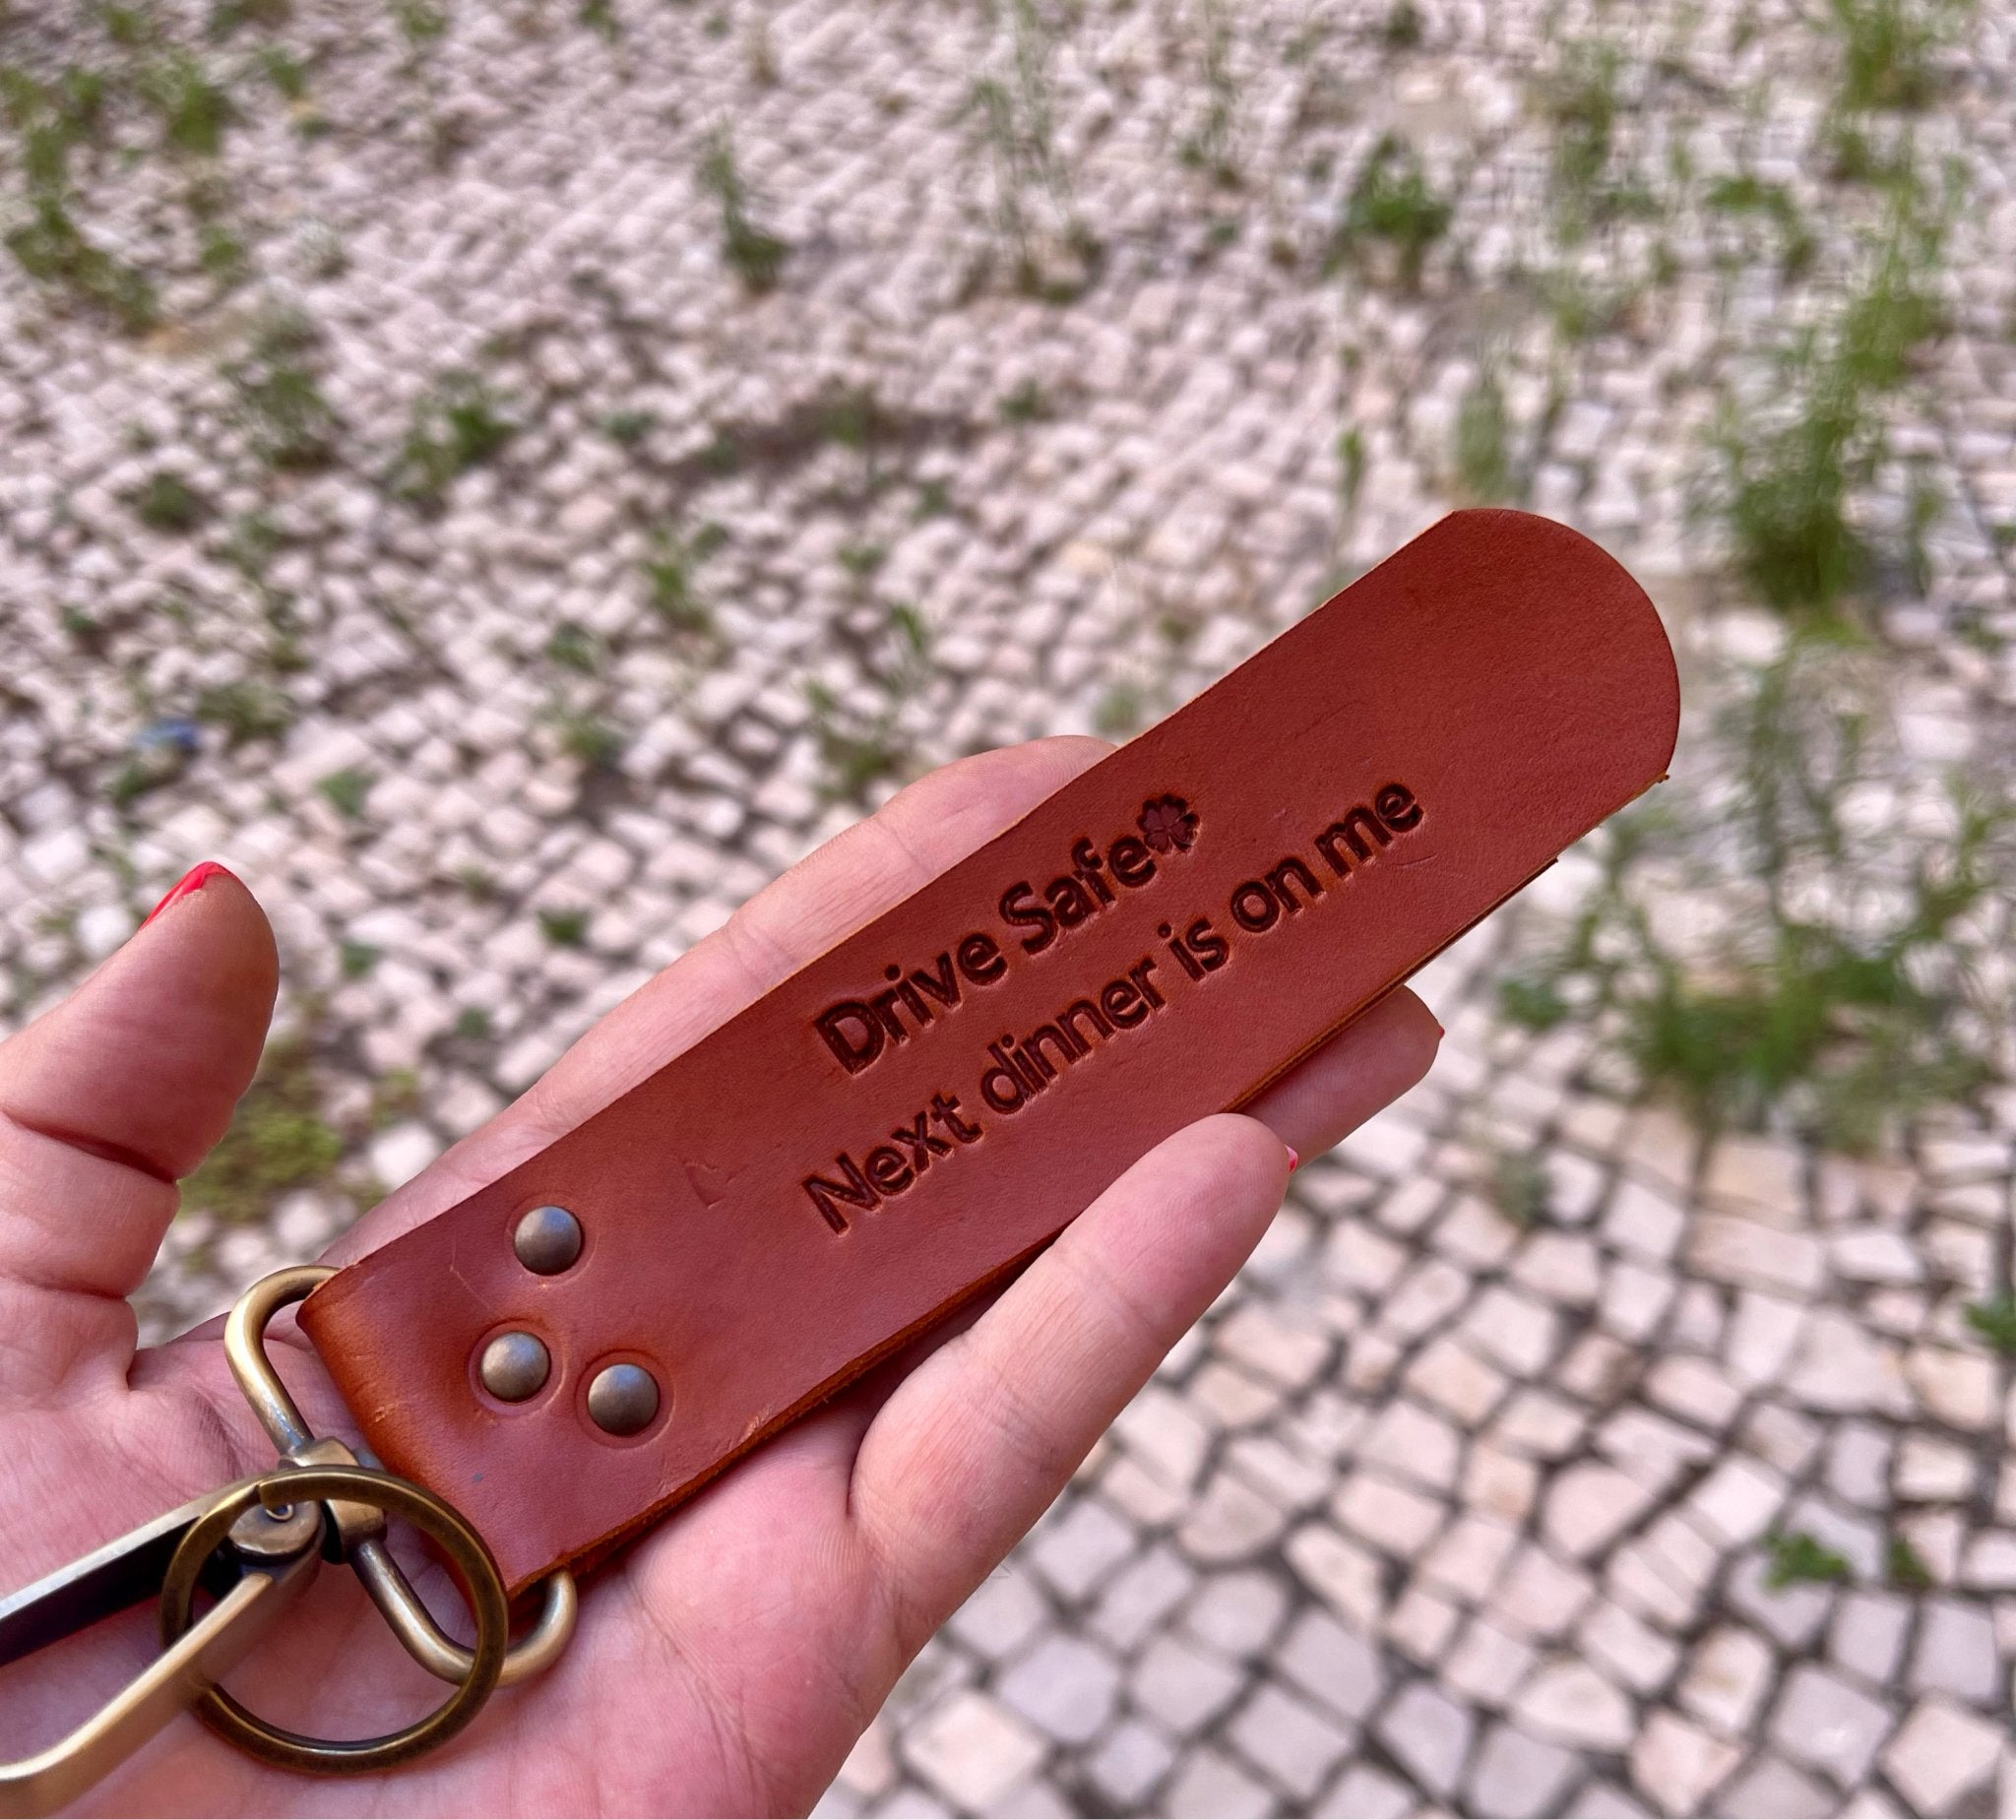 Drive Safe🍀
Next dinner is on me